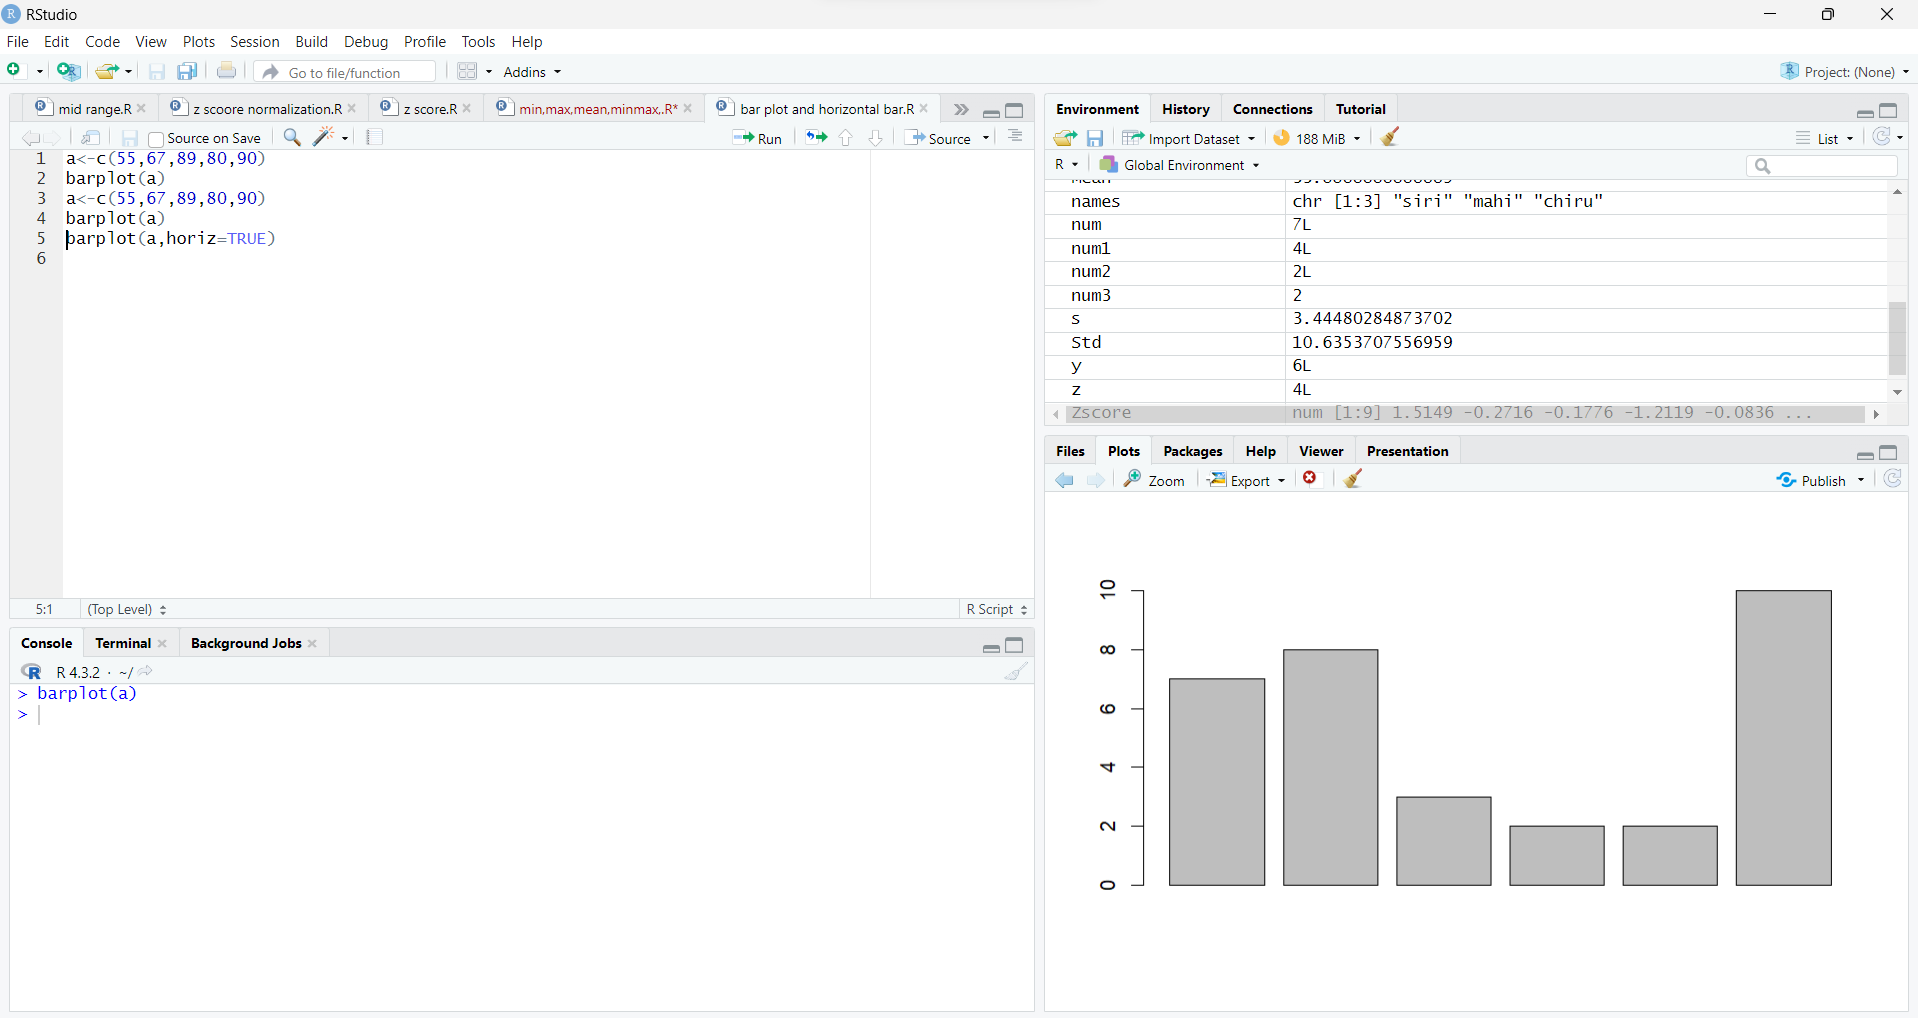 RStudio
File Edit Code View Plots Session Build Debug Profile Tools Help
Go to file/function Addins Project: (None)
mid range.R z scoore normalization.R z score.R min,max,mean,minmax,.R* bar plot and horizontal bar.R
Source on Save Run Source
1 a<-c(55,67,89,80,90)
2 barplot(a)
3 a<-c(55,67,89,80,90)
4 barplot(a)
5 barplot(a,horiz=TRUE)
6
5:1 (Top Level) R Script
Console Terminal Background Jobs
R R 4.3.2 · ~/
> barplot(a)
>
Environment History Connections Tutorial
Import Dataset 188 MiB List
R Global Environment
names chr [1:3] "siri" "mahi" "chiru"
num 7L
num1 4L
num2 2L
num3 2
s 3.44480284873702
Std 10.6353707556959
y 6L
z 4L
Zscore num [1:9] 1.5149 -0.2716 -0.1776 -1.2119 -0.0836 ...
Files Plots Packages Help Viewer Presentation
Zoom Export Publish
10
8
6
4
2
0